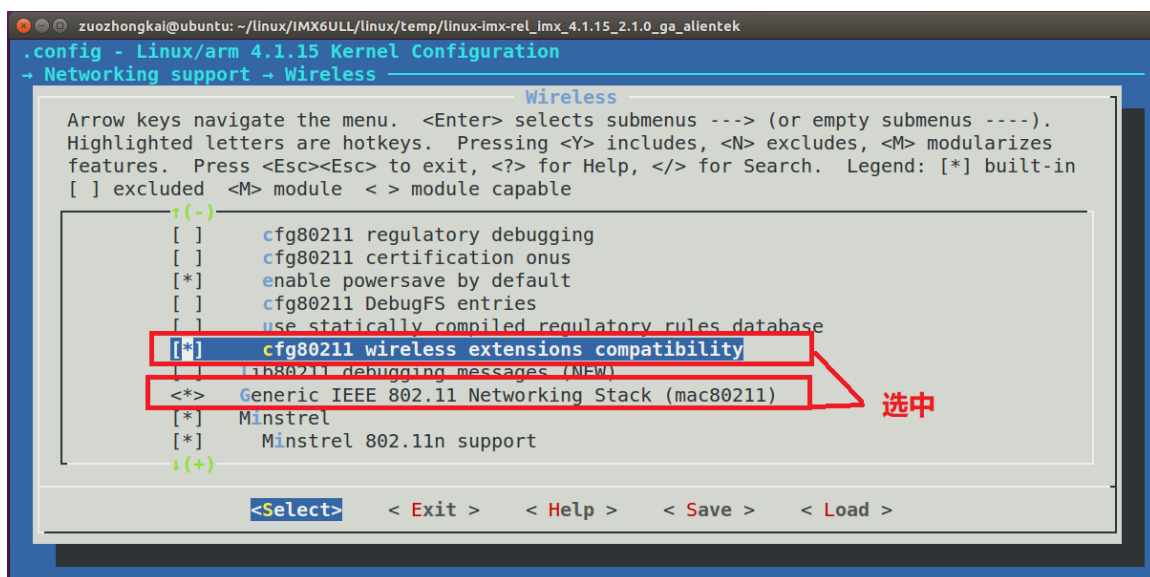 zuozhongkai@ubuntu: ~/linux/IMX6ULL/linux/temp/linux-imx-rel_imx_4.1.15_2.1.0_ga_alientek
.config - Linux/arm 4.1.15 Kernel Configuration
→ Networking support → Wireless
Wireless
Arrow keys navigate the menu. <Enter> selects submenus ---> (or empty submenus ----).
Highlighted letters are hotkeys. Pressing <Y> includes, <N> excludes, <M> modularizes
features. Press <Esc><Esc> to exit, <?> for Help, </> for Search. Legend: [*] built-in
[ ] excluded <M> module < > module capable
↑(-)
[ ] cfg80211 regulatory debugging
[ ] cfg80211 certification onus
[*] enable powersave by default
[ ] cfg80211 DebugFS entries
[ ] use statically compiled regulatory rules database
[*] cfg80211 wireless extensions compatibility
[ ] lib80211 debugging messages (NEW)
<*> Generic IEEE 802.11 Networking Stack (mac80211)
选中
[*] Minstrel
[*] Minstrel 802.11n support
↓(+)
<Select> < Exit > < Help > < Save > < Load >